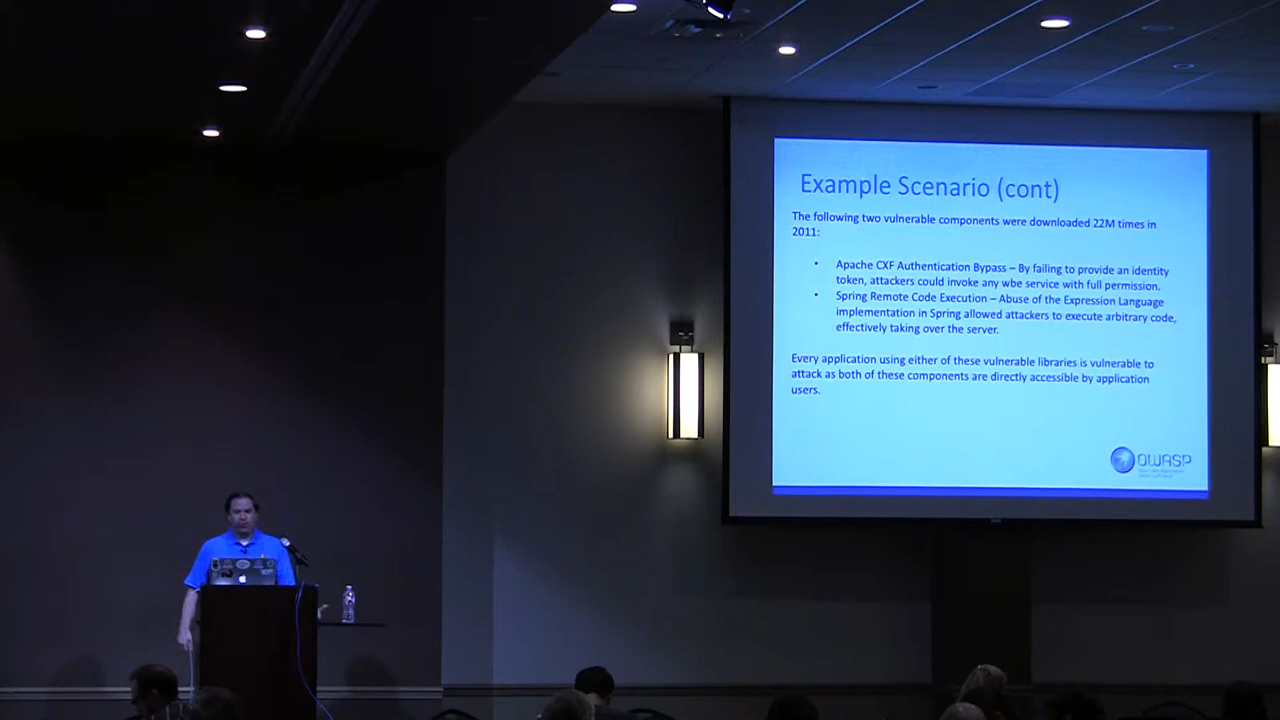 Example Scenario (cont)
The following two vulnerable components were downloaded 22M times in
2011:
• Apache CXF Authentication Bypass – By failing to provide an identity
token, attackers could invoke any wbe service with full permission.
• Spring Remote Code Execution – Abuse of the Expression Language
implementation in Spring allowed attackers to execute arbitrary code,
effectively taking over the server.
Every application using either of these vulnerable libraries is vulnerable to
attack as both of these components are directly accessible by application
users.
OWASP